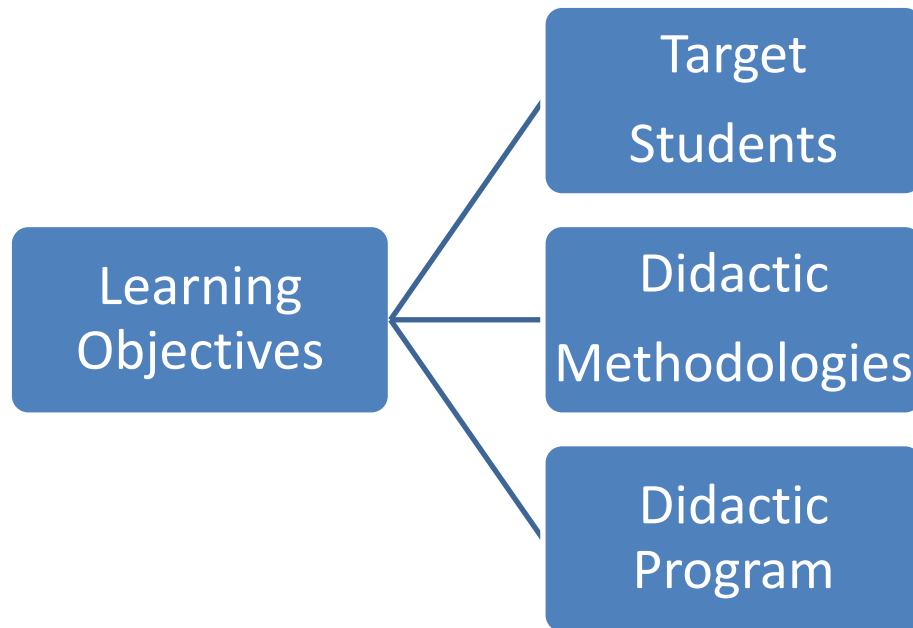 Target
Students
Learning
Objectives
Didactic
Methodologies
Didactic
Program